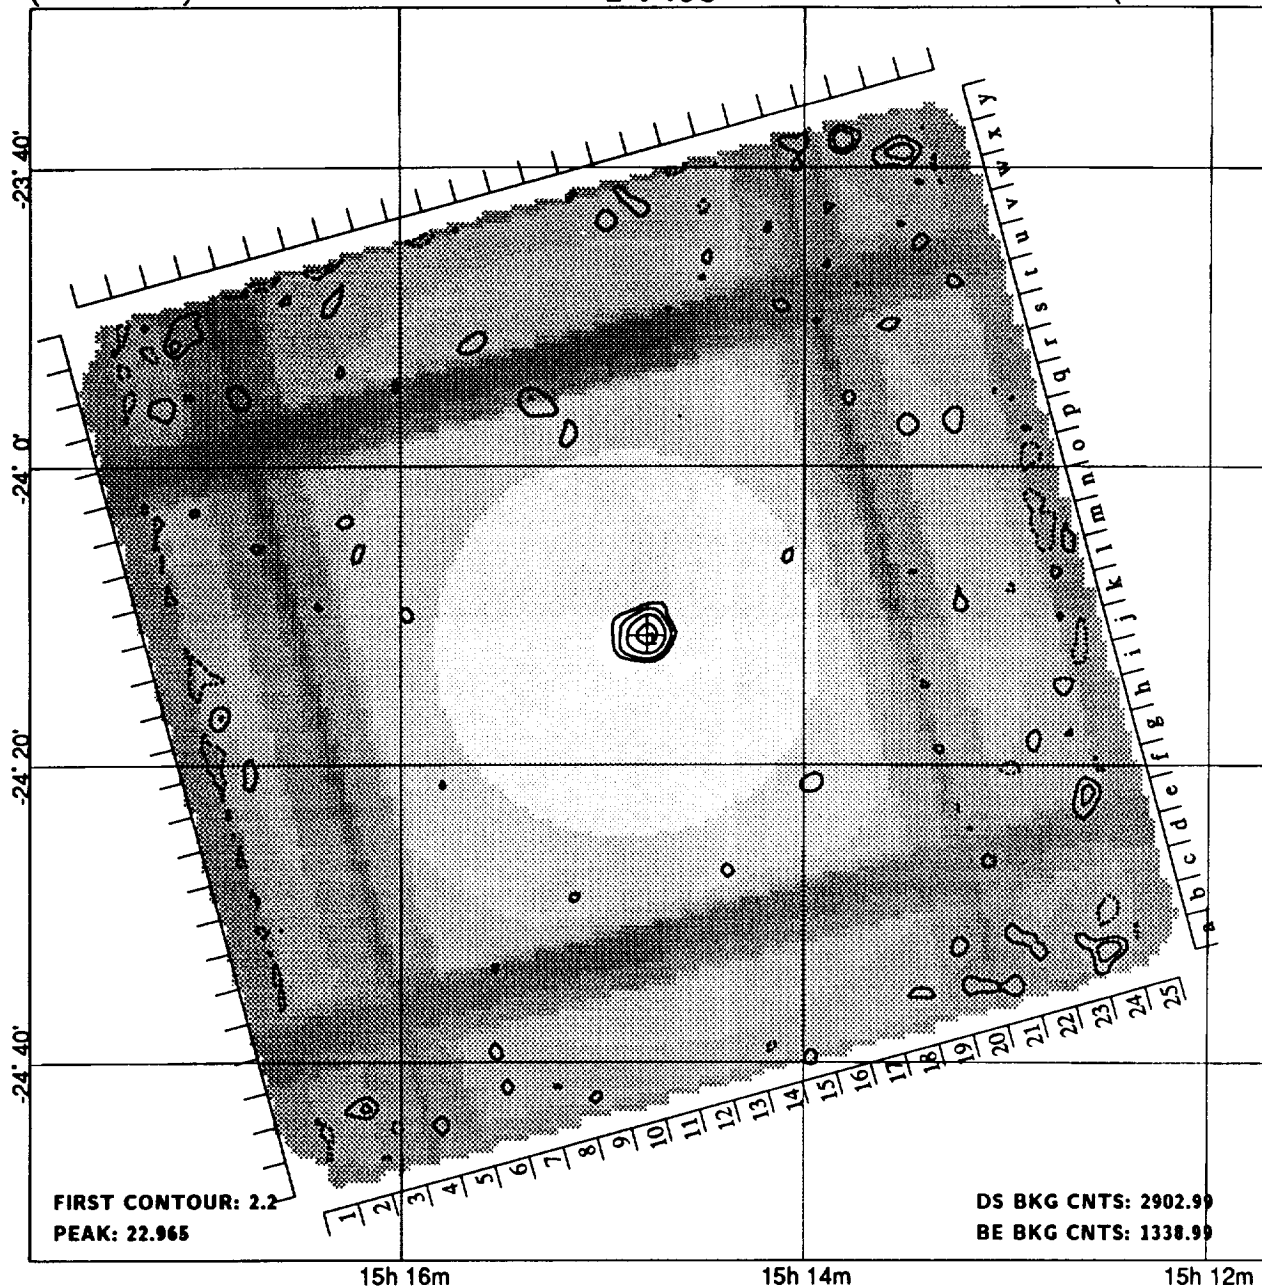 -23° 40'
-24° 0'
-24° 20'
-24° 40'
a b c d e f g h i j k l m n o p q r s t u v w x y
1 2 3 4 5 6 7 8 9 10 11 12 13 14 15 16 17 18 19 20 21 22 23 24 25
FIRST CONTOUR: 2.2
PEAK: 22.965
DS BKG CNTS: 2902.99
BE BKG CNTS: 1338.99
15h 16m
15h 14m
15h 12m